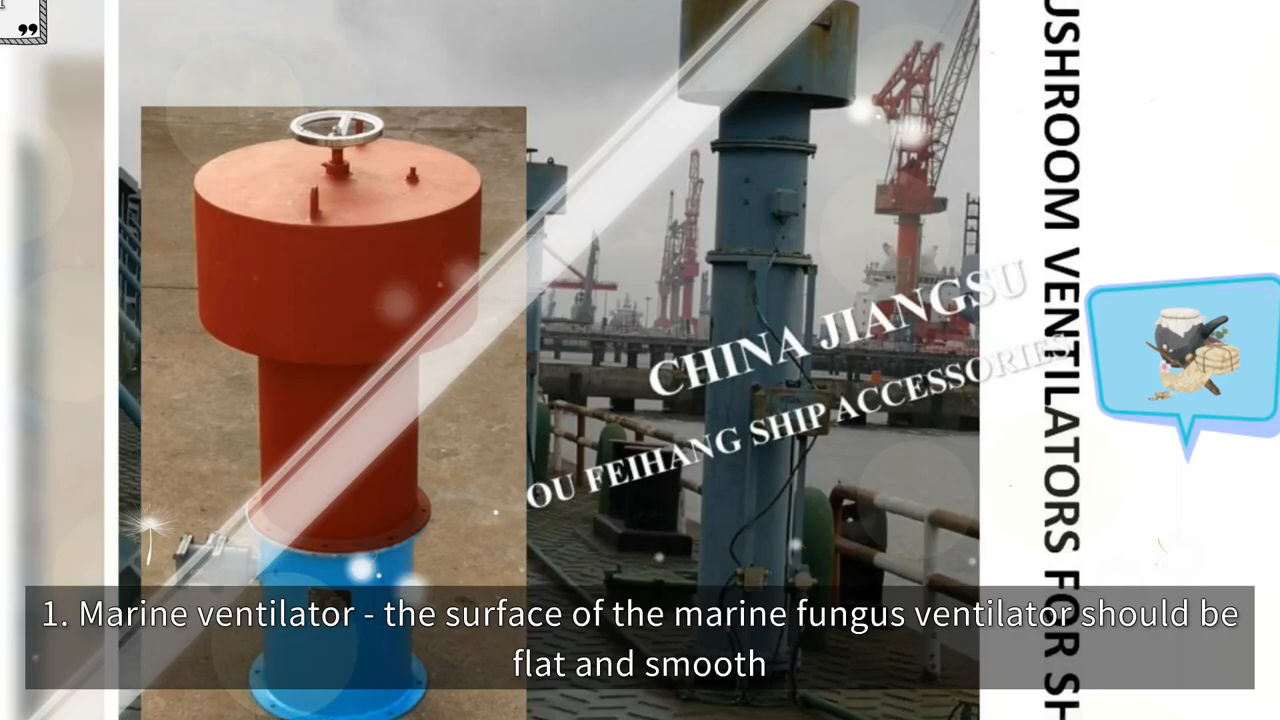 USHROOM VENTILATORS FOR SH
CHINA JIANGSU
OU FEIHANG SHIP ACCESSORIES
1. Marine ventilator - the surface of the marine fungus ventilator should be
flat and smooth